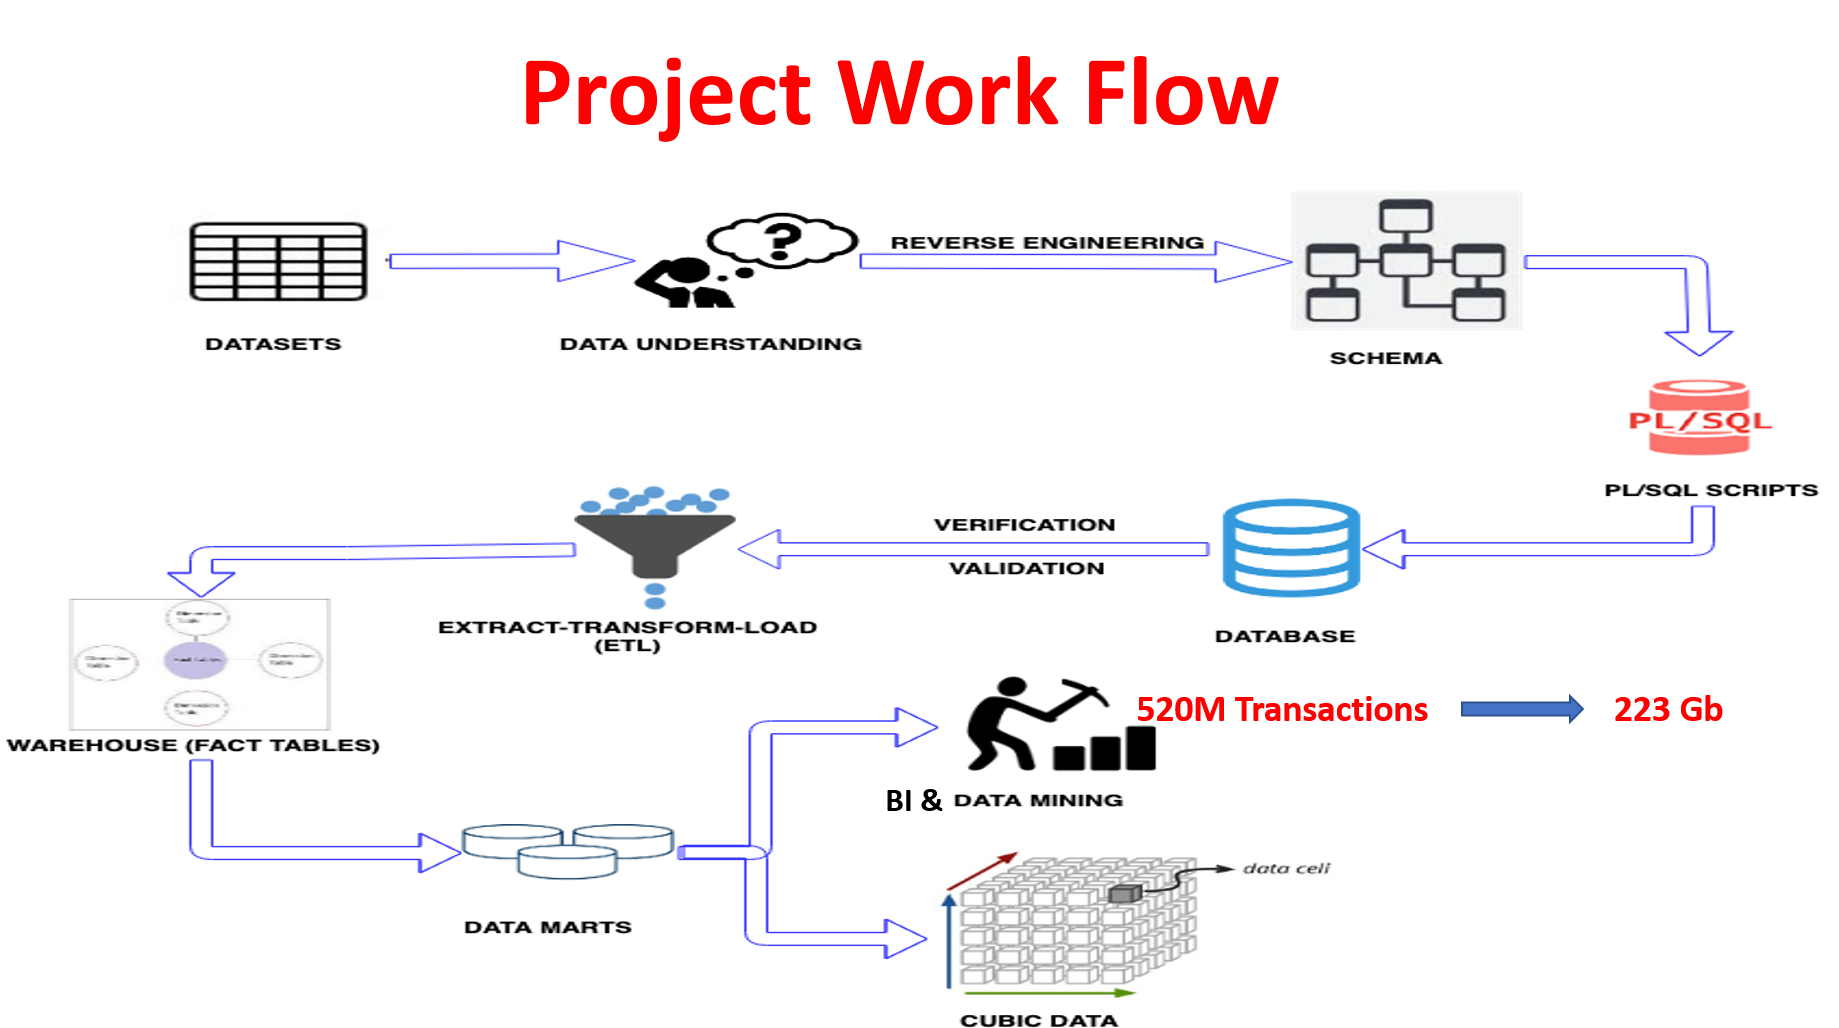 Project Work Flow
?
REVERSE ENGINEERING
DATASETS
DATA UNDERSTANDING
SCHEMA
PL/SQL
PL/SQL SCRIPTS
VERIFICATION
VALIDATION
EXTRACT-TRANSFORM-LOAD
(ETL)
DATABASE
WAREHOUSE (FACT TABLES)
520M Transactions
223 Gb
BI & DATA MINING
data cell
DATA MARTS
CUBIC DATA